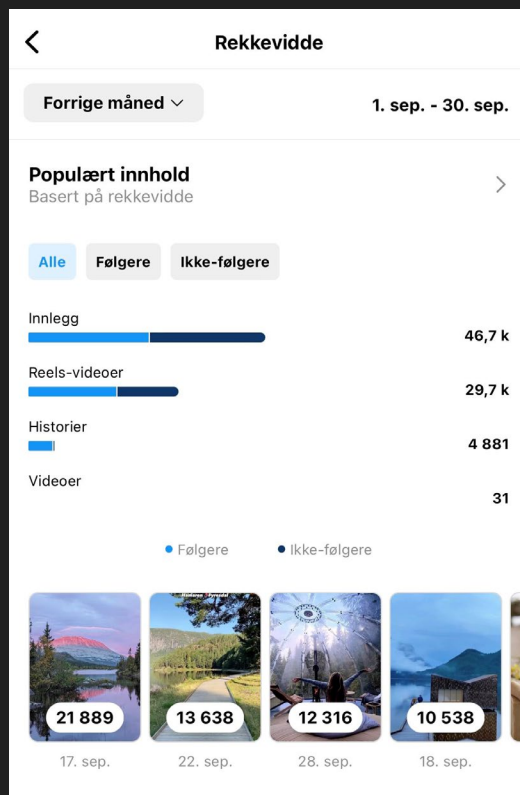 Rekkevidde
Forrige måned
1. sep. - 30. sep.
Populært innhold
Basert på rekkevidde
Alle
Følgere
Ikke-følgere
Innlegg
46,7 k
Reels-videoer
29,7 k
Historier
4 881
Videoer
31
Følgere
Ikke-følgere
21 889
13 638
12 316
10 538
17. sep.
22. sep.
28. sep.
18. sep.